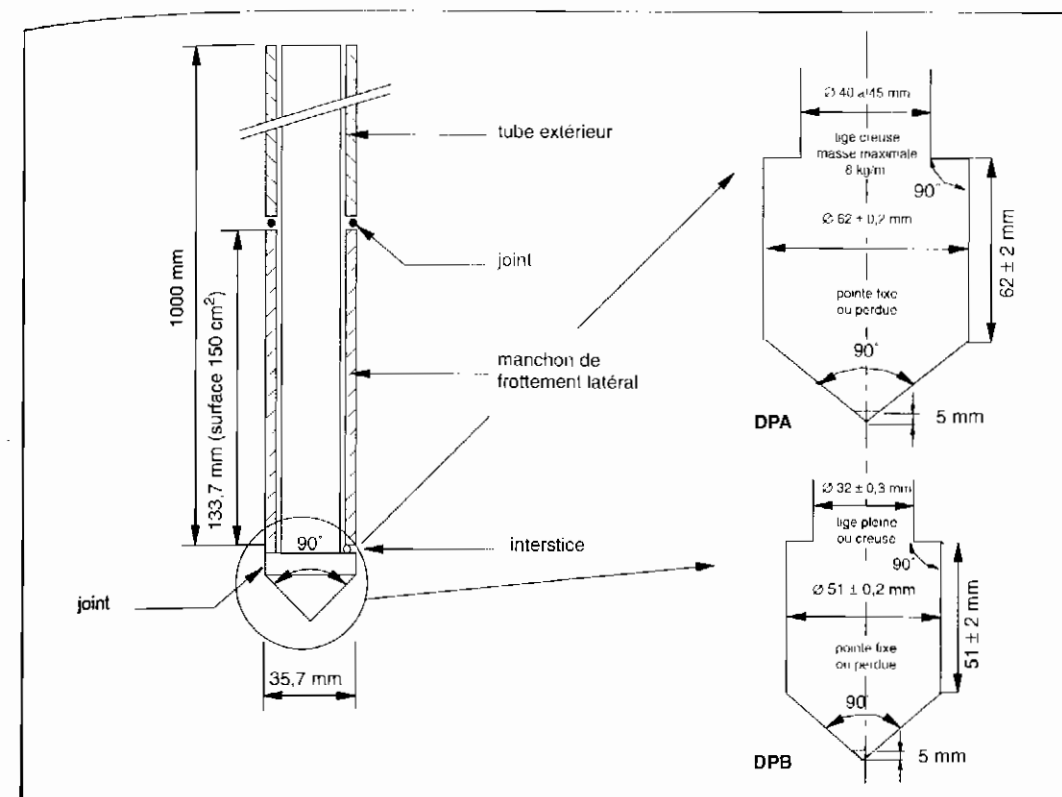 tube extérieur
joint
manchon de
frottement latéral
interstice
joint
1000 mm
133,7 mm (surface 150 cm²)
90°
35,7 mm
Ø 40 à 45 mm
tige creuse
masse maximale
6 kg/m
90°
Ø 62 ± 0,2 mm
62 ± 2 mm
pointe fixe
ou perdue
90°
5 mm
DPA
Ø 32 ± 0,3 mm
tige pleine
ou creuse
90°
Ø 51 ± 0,2 mm
51 ± 2 mm
pointe fixe
ou perdue
90°
5 mm
DPB